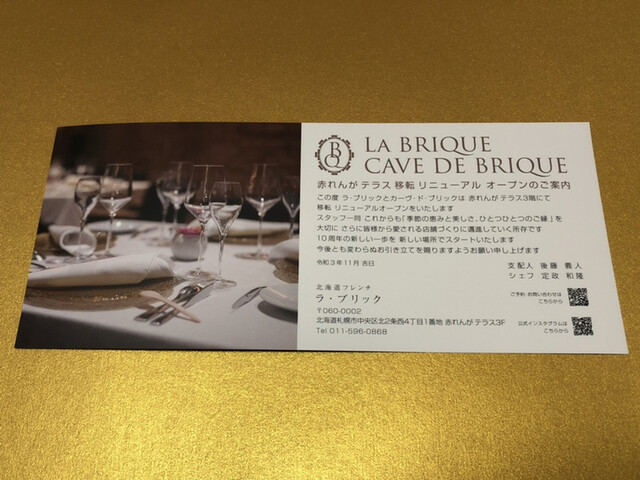 LA BRIQUE
CAVE DE BRIQUE
赤れんが テラス 移転 リニューアル オープンのご案内
この度 ラ・ブリックとカーヴ・ド・ブリックは 赤れんが テラス3階にて
移転 リニューアルオープンをいたします
スタッフ一同 これからも「季節の恵みと美しさ、ひとつひとつのご縁」を
大切に さらに皆様から愛される店舗づくりに邁進していく所存です
10周年の新しい一歩を 新しい場所でスタートいたします
今後とも変わらぬお引き立てを賜りますようお願い申し上げます
令和3年11月 吉日
支配人 後藤 義人
シェフ 定政 和隆
北海道フレンチ
ラ・ブリック
〒060-0002
北海道札幌市中央区北2条西4丁目1番地 赤れんが テラス3F
Tel 011-596-0868
ご予約 お問い合わせは
こちらから
公式インスタグラムは
こちらから